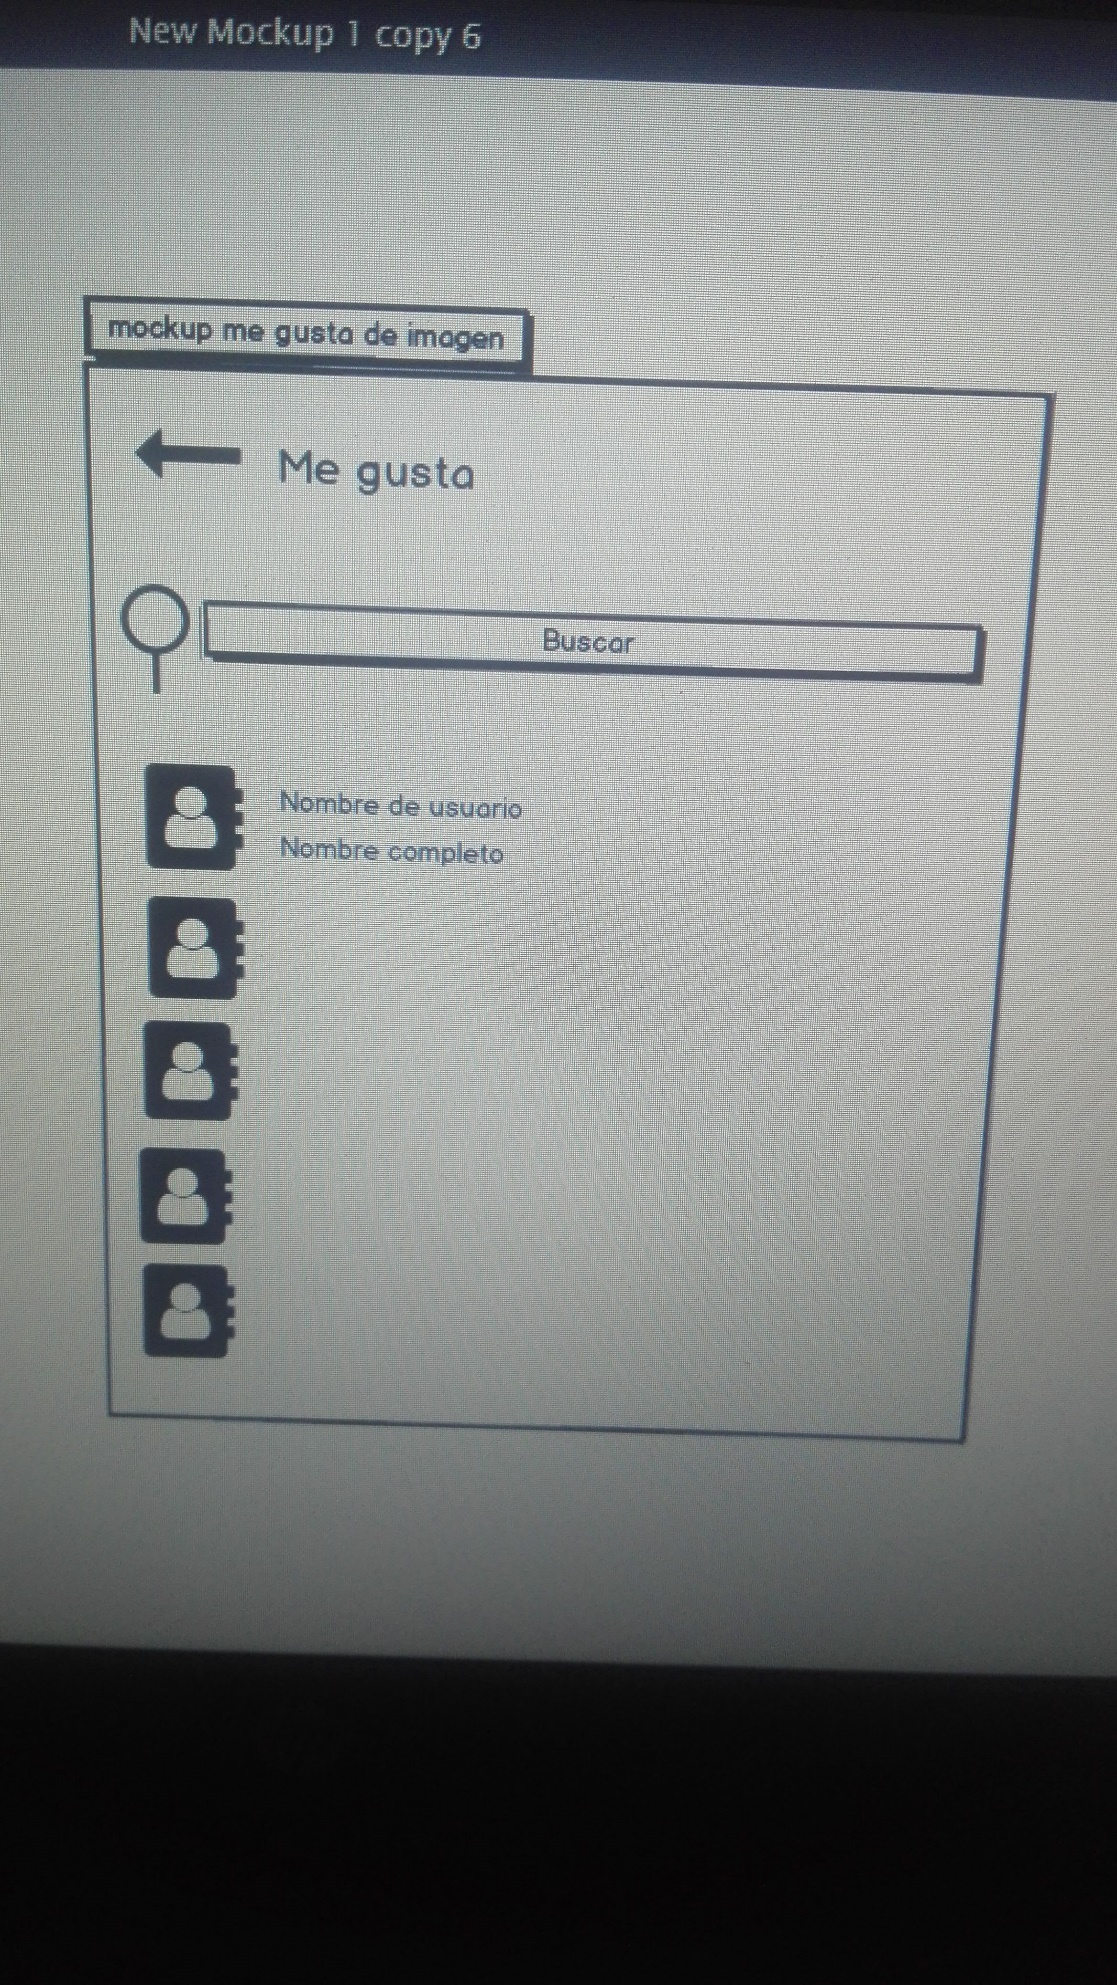 New Mockup 1 copy 6
mockup me gusta de imagen
Me gusta
Buscar
Nombre de usuario
Nombre completo